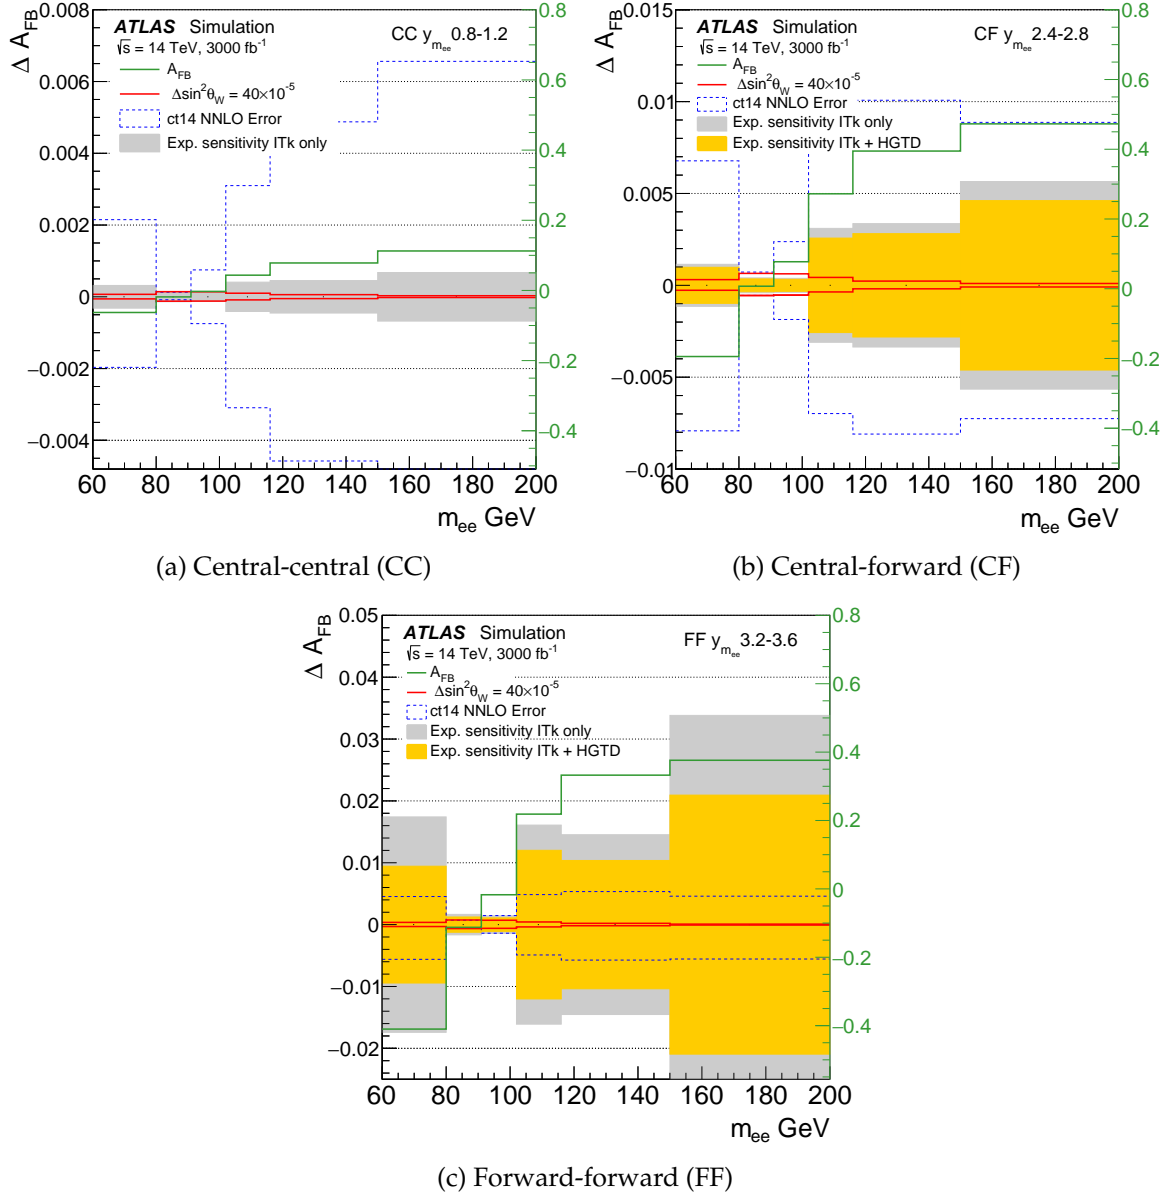 ATLAS Simulation
√s = 14 TeV, 3000 fb⁻¹
CC y_mee 0.8-1.2
A_FB
Δsin²θ_W = 40×10⁻⁵
ct14 NNLO Error
Exp. sensitivity ITk only
Δ A_FB
0.008
0.006
0.004
0.002
0
−0.002
−0.004
0.8
0.6
0.4
0.2
0
−0.2
−0.4
60 80 100 120 140 160 180 200
m_ee GeV
(a) Central-central (CC)
ATLAS Simulation
√s = 14 TeV, 3000 fb⁻¹
CF y_mee 2.4-2.8
A_FB
Δsin²θ_W = 40×10⁻⁵
ct14 NNLO Error
Exp. sensitivity ITk only
Exp. sensitivity ITk + HGTD
Δ A_FB
0.015
0.01
0.005
0
−0.005
−0.01
0.8
0.6
0.4
0.2
0
−0.2
−0.4
60 80 100 120 140 160 180 200
m_ee GeV
(b) Central-forward (CF)
ATLAS Simulation
√s = 14 TeV, 3000 fb⁻¹
FF y_mee 3.2-3.6
A_FB
Δsin²θ_W = 40×10⁻⁵
ct14 NNLO Error
Exp. sensitivity ITk only
Exp. sensitivity ITk + HGTD
Δ A_FB
0.05
0.04
0.03
0.02
0.01
0
−0.01
−0.02
0.8
0.6
0.4
0.2
0
−0.2
−0.4
60 80 100 120 140 160 180 200
m_ee GeV
(c) Forward-forward (FF)